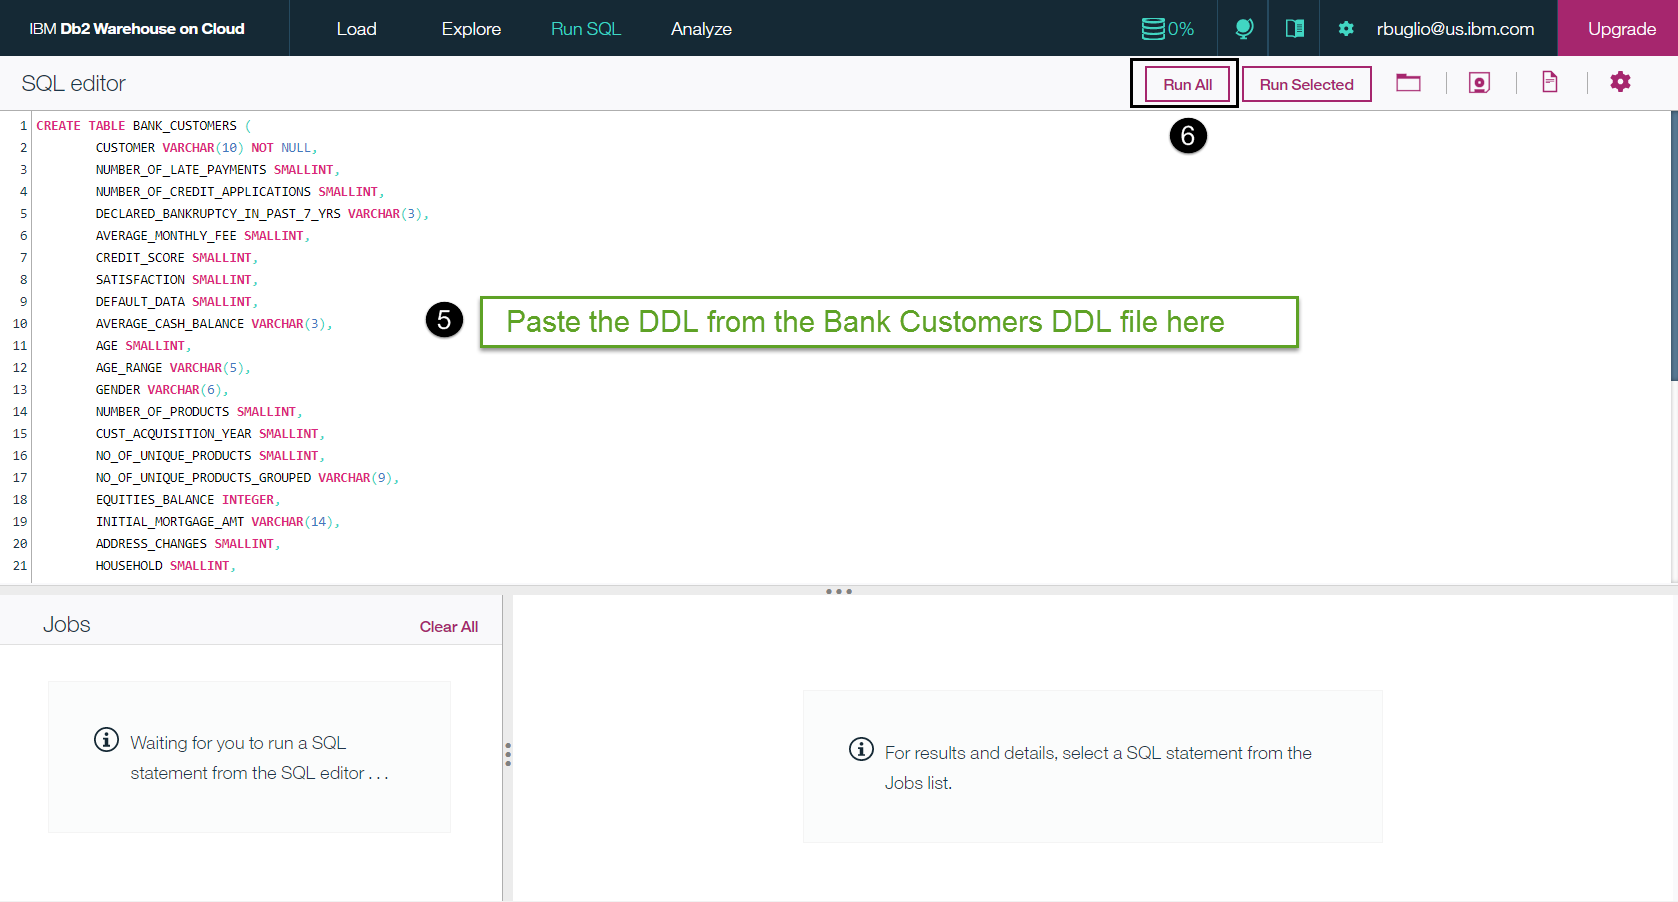 IBM Db2 Warehouse on Cloud Load Explore Run SQL Analyze 0% rbuglio@us.ibm.com Upgrade
SQL editor Run All Run Selected
6
1 CREATE TABLE BANK_CUSTOMERS (
2 CUSTOMER VARCHAR(10) NOT NULL,
3 NUMBER_OF_LATE_PAYMENTS SMALLINT,
4 NUMBER_OF_CREDIT_APPLICATIONS SMALLINT,
5 DECLARED_BANKRUPTCY_IN_PAST_7_YRS VARCHAR(3),
6 AVERAGE_MONTHLY_FEE SMALLINT,
7 CREDIT_SCORE SMALLINT,
8 SATISFACTION SMALLINT,
9 DEFAULT_DATA SMALLINT,
10 AVERAGE_CASH_BALANCE VARCHAR(3),
11 AGE SMALLINT,
12 AGE_RANGE VARCHAR(5),
13 GENDER VARCHAR(6),
14 NUMBER_OF_PRODUCTS SMALLINT,
15 CUST_ACQUISITION_YEAR SMALLINT,
16 NO_OF_UNIQUE_PRODUCTS SMALLINT,
17 NO_OF_UNIQUE_PRODUCTS_GROUPED VARCHAR(9),
18 EQUITIES_BALANCE INTEGER,
19 INITIAL_MORTGAGE_AMT VARCHAR(14),
20 ADDRESS_CHANGES SMALLINT,
21 HOUSEHOLD SMALLINT,
5 Paste the DDL from the Bank Customers DDL file here
Jobs Clear All
Waiting for you to run a SQL
statement from the SQL editor . . .
For results and details, select a SQL statement from the
Jobs list.